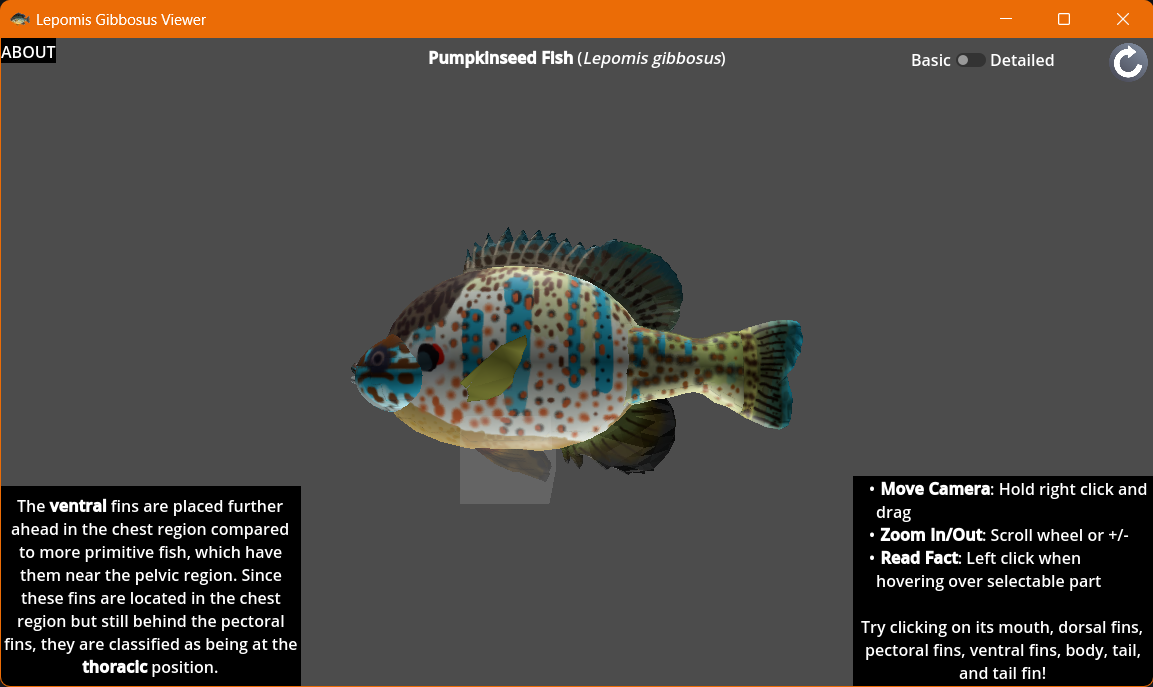 Lepomis Gibbosus Viewer
ABOUT
Pumpkinseed Fish (Lepomis gibbosus)
Basic Detailed
The ventral fins are placed further
ahead in the chest region compared
to more primitive fish, which have
them near the pelvic region. Since
these fins are located in the chest
region but still behind the pectoral
fins, they are classified as being at the
thoracic position.
• Move Camera: Hold right click and
drag
• Zoom In/Out: Scroll wheel or +/-
• Read Fact: Left click when
hovering over selectable part
Try clicking on its mouth, dorsal fins,
pectoral fins, ventral fins, body, tail,
and tail fin!